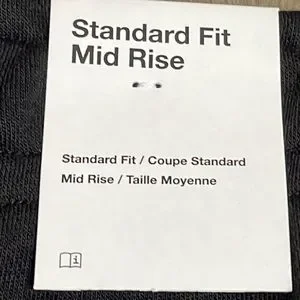 Standard Fit
Mid Rise
Standard Fit / Coupe Standard
Mid Rise / Taille Moyenne
i